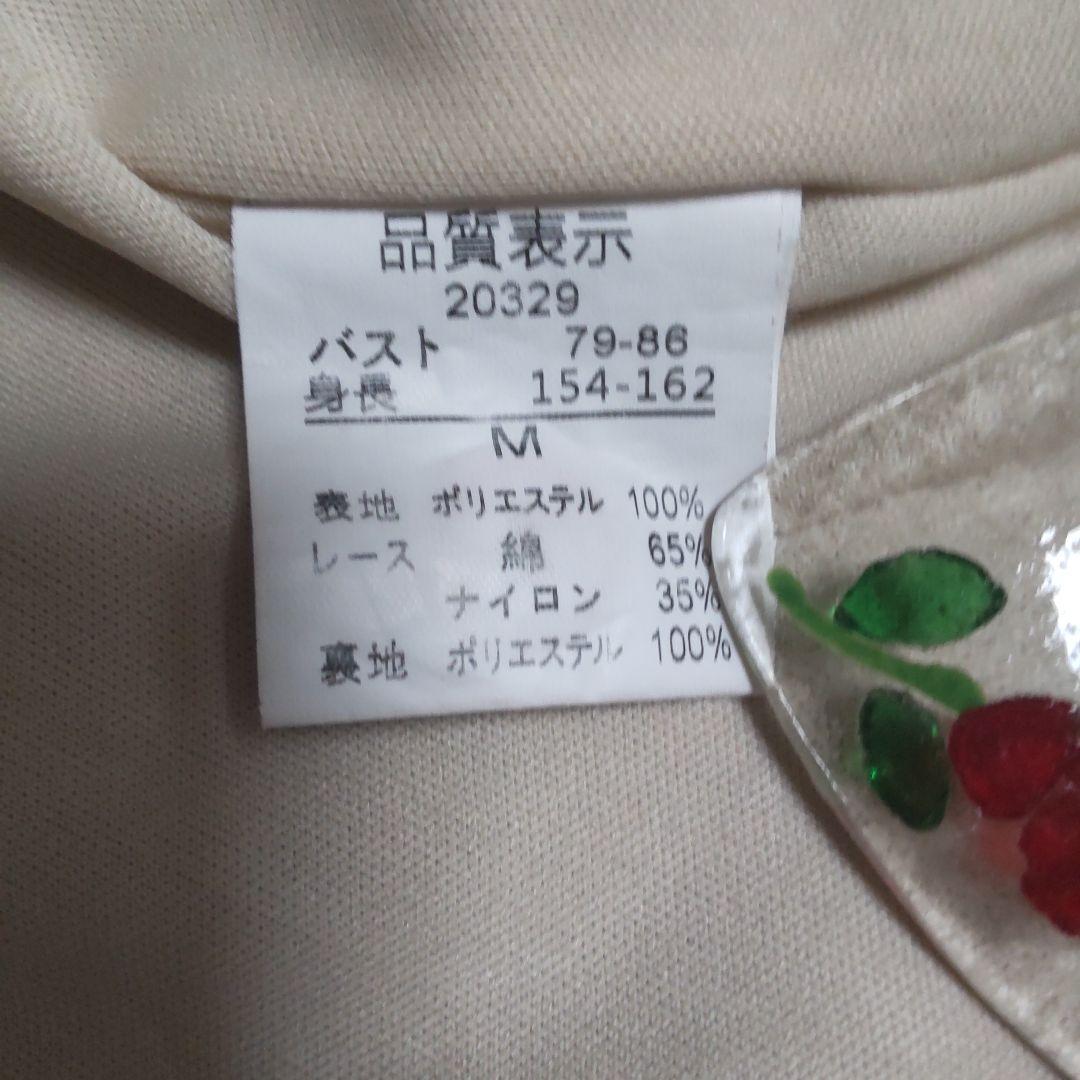 品質表示
20329
バスト 79-86
身長 154-162
M
表地 ポリエステル 100%
レース 綿 65%
ナイロン 35%
裏地 ポリエステル 100%